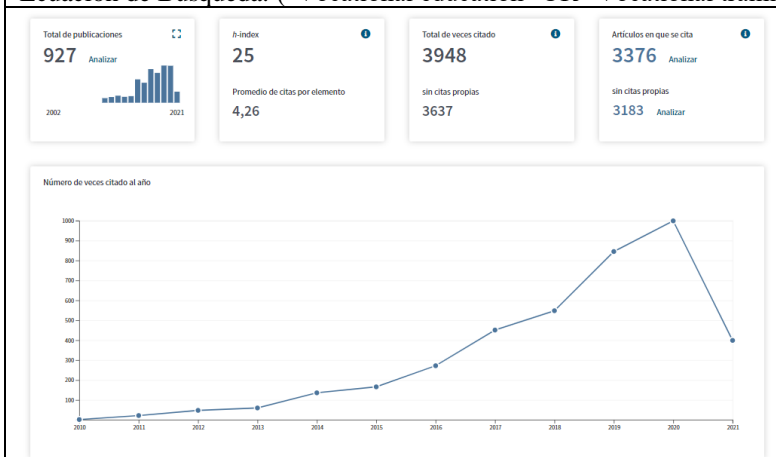 Total de publicaciones
927 Analizar
2002 2021
h-index
25
Promedio de citas por elemento
4,26
Total de veces citado
3948
sin citas propias
3637
Artículos en que se cita
3376 Analizar
sin citas propias
3183 Analizar
Número de veces citado al año
1000
900
800
700
600
500
400
300
200
100
2010 2011 2012 2013 2014 2015 2016 2017 2018 2019 2020 2021